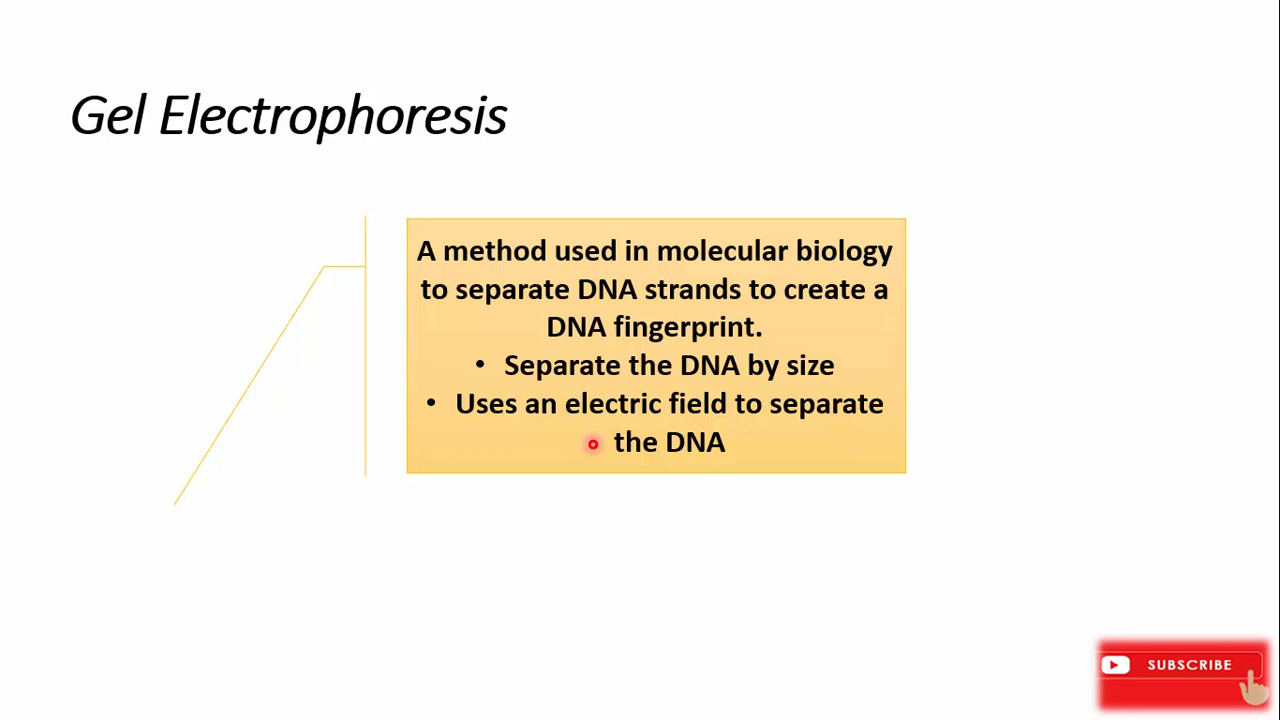 Gel Electrophoresis
A method used in molecular biology
to separate DNA strands to create a
DNA fingerprint.
• Separate the DNA by size
• Uses an electric field to separate
the DNA
SUBSCRIBE